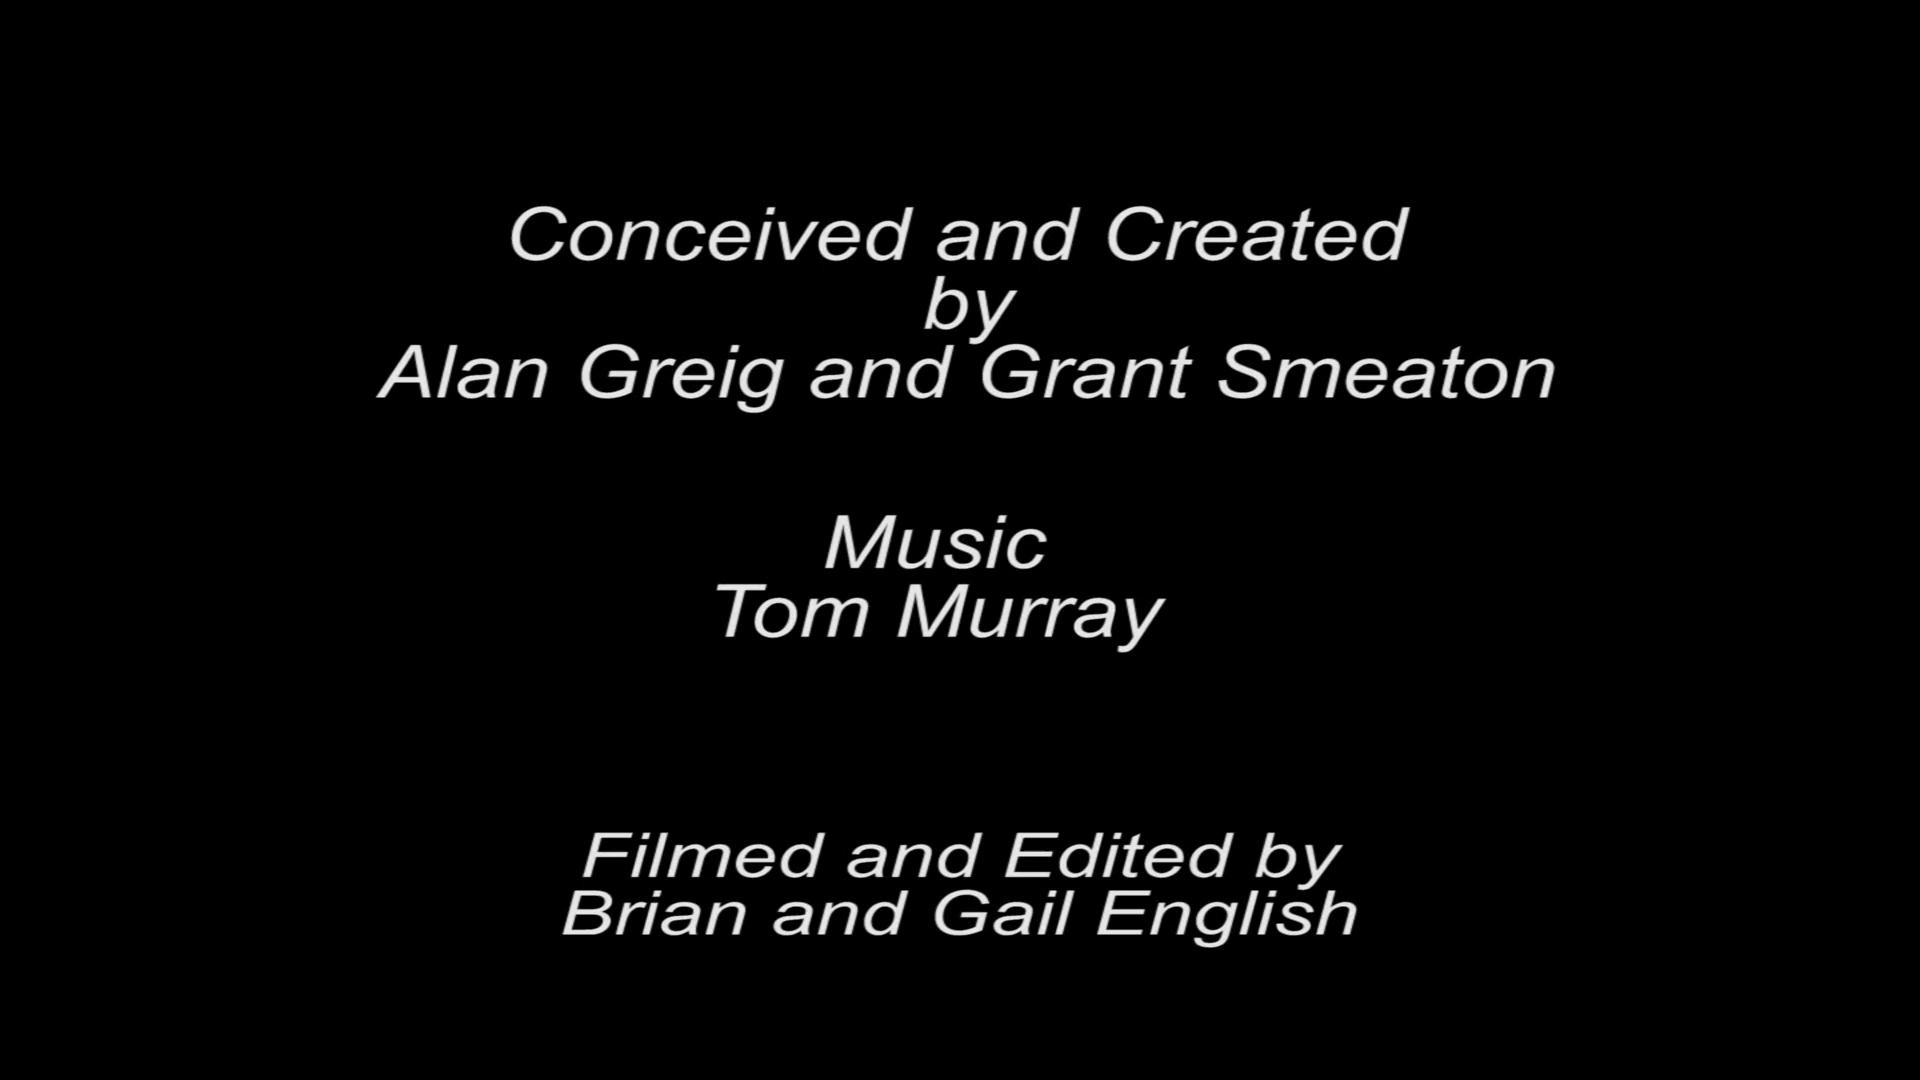 Conceived and Created
by
Alan Greig and Grant Smeaton
Music
Tom Murray
Filmed and Edited by
Brian and Gail English